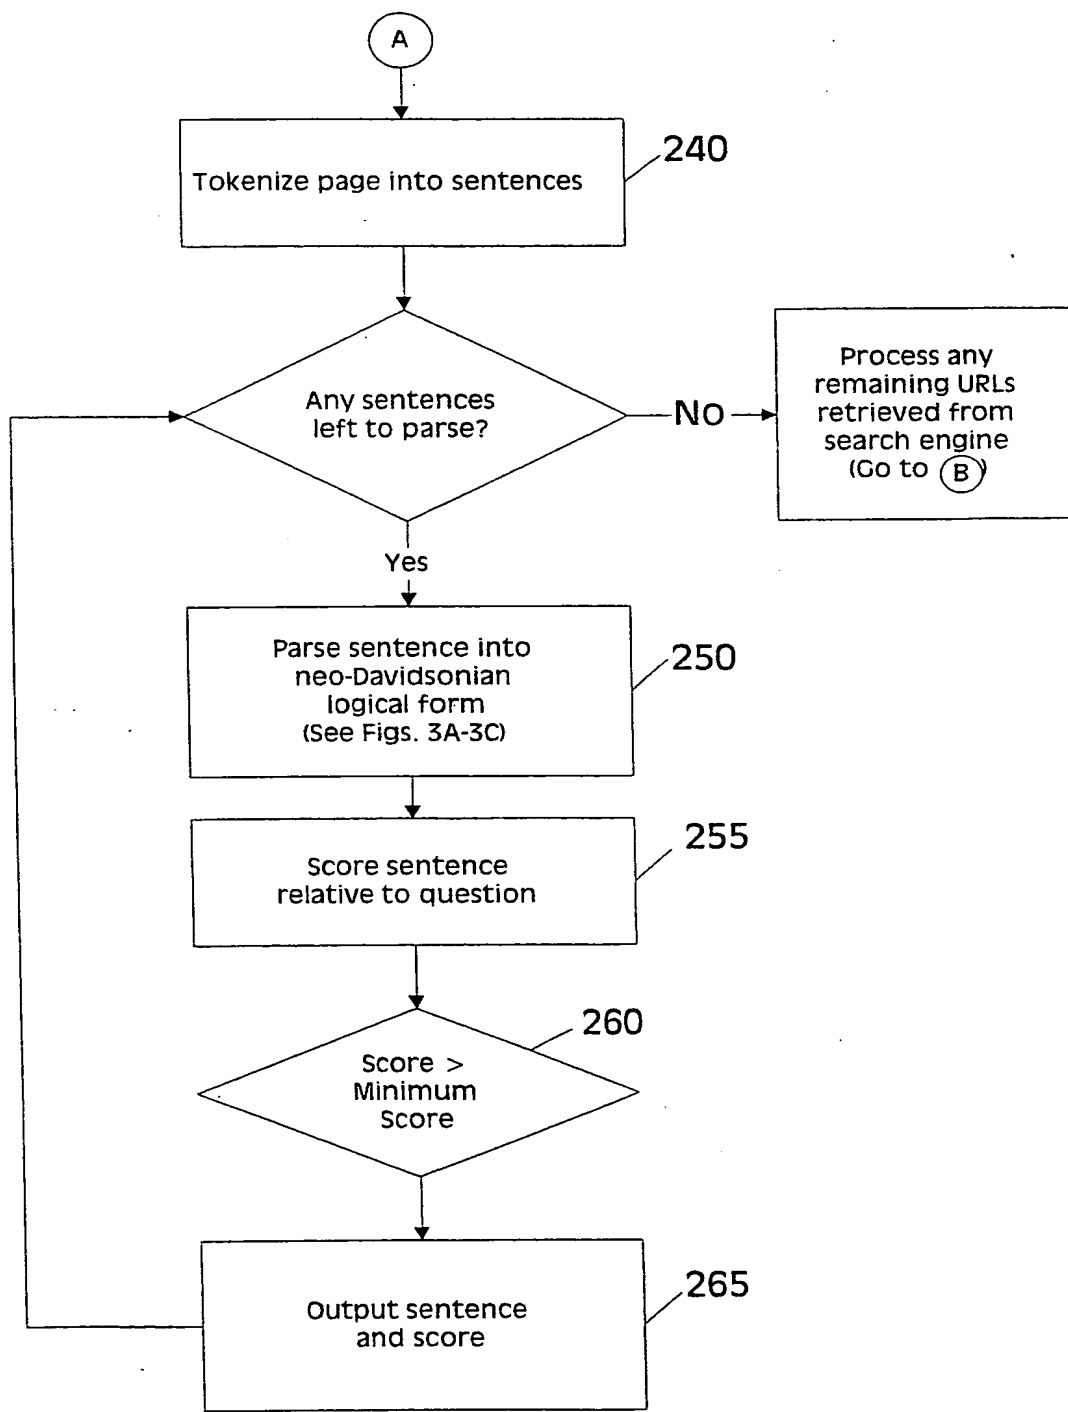 A
240
Tokenize page into sentences
Any sentences
left to parse?
No
Process any
remaining URLs
retrieved from
search engine
(Go to B)
Yes
Parse sentence into
neo-Davidsonian
logical form
(See Figs. 3A-3C)
250
255
Score sentence
relative to question
260
Score >
Minimum
Score
265
Output sentence
and score